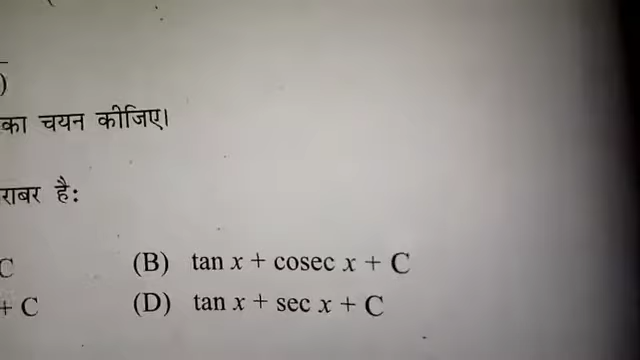 )
का चयन कीजिए।
राबर है:
C (B) tan x + cosec x + C
+ C (D) tan x + sec x + C